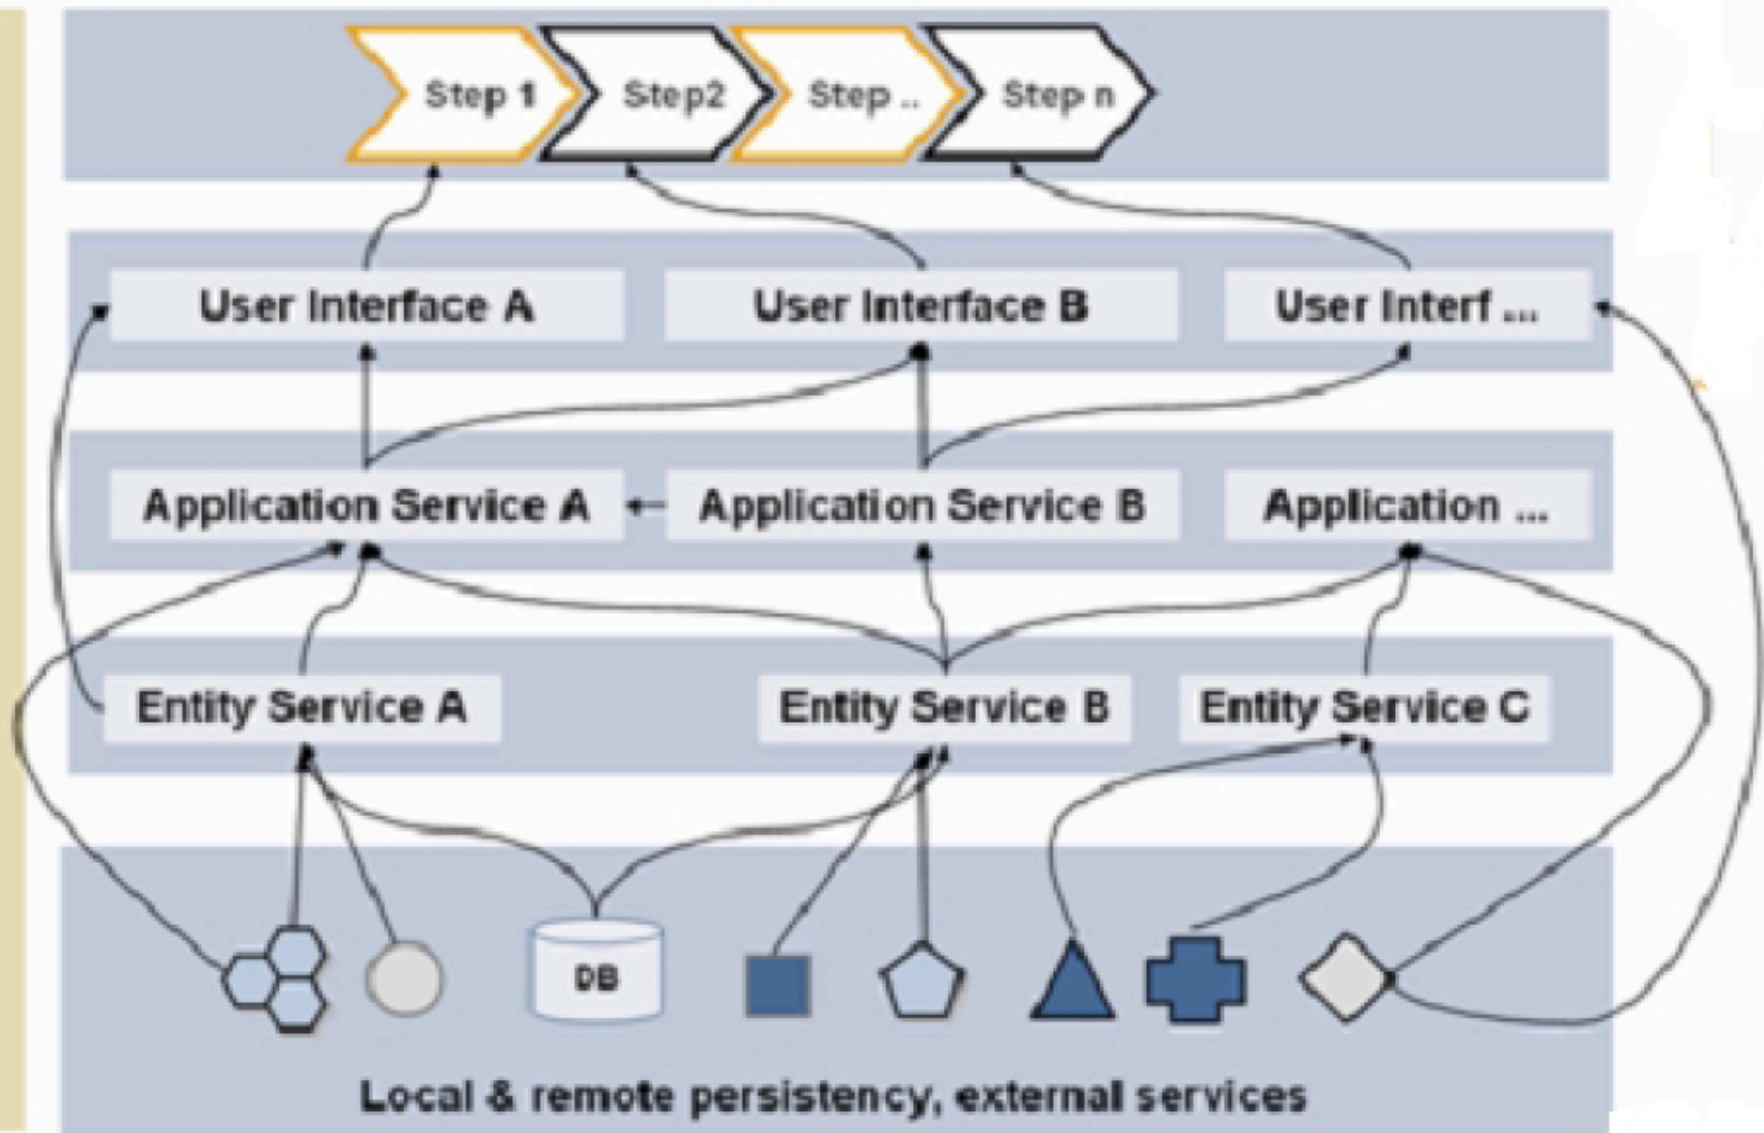 Step 1
Step2
Step ..
Step n
User Interface A
User Interface B
User Interf ...
Application Service A
Application Service B
Application ...
Entity Service A
Entity Service B
Entity Service C
DB
Local & remote persistency, external services